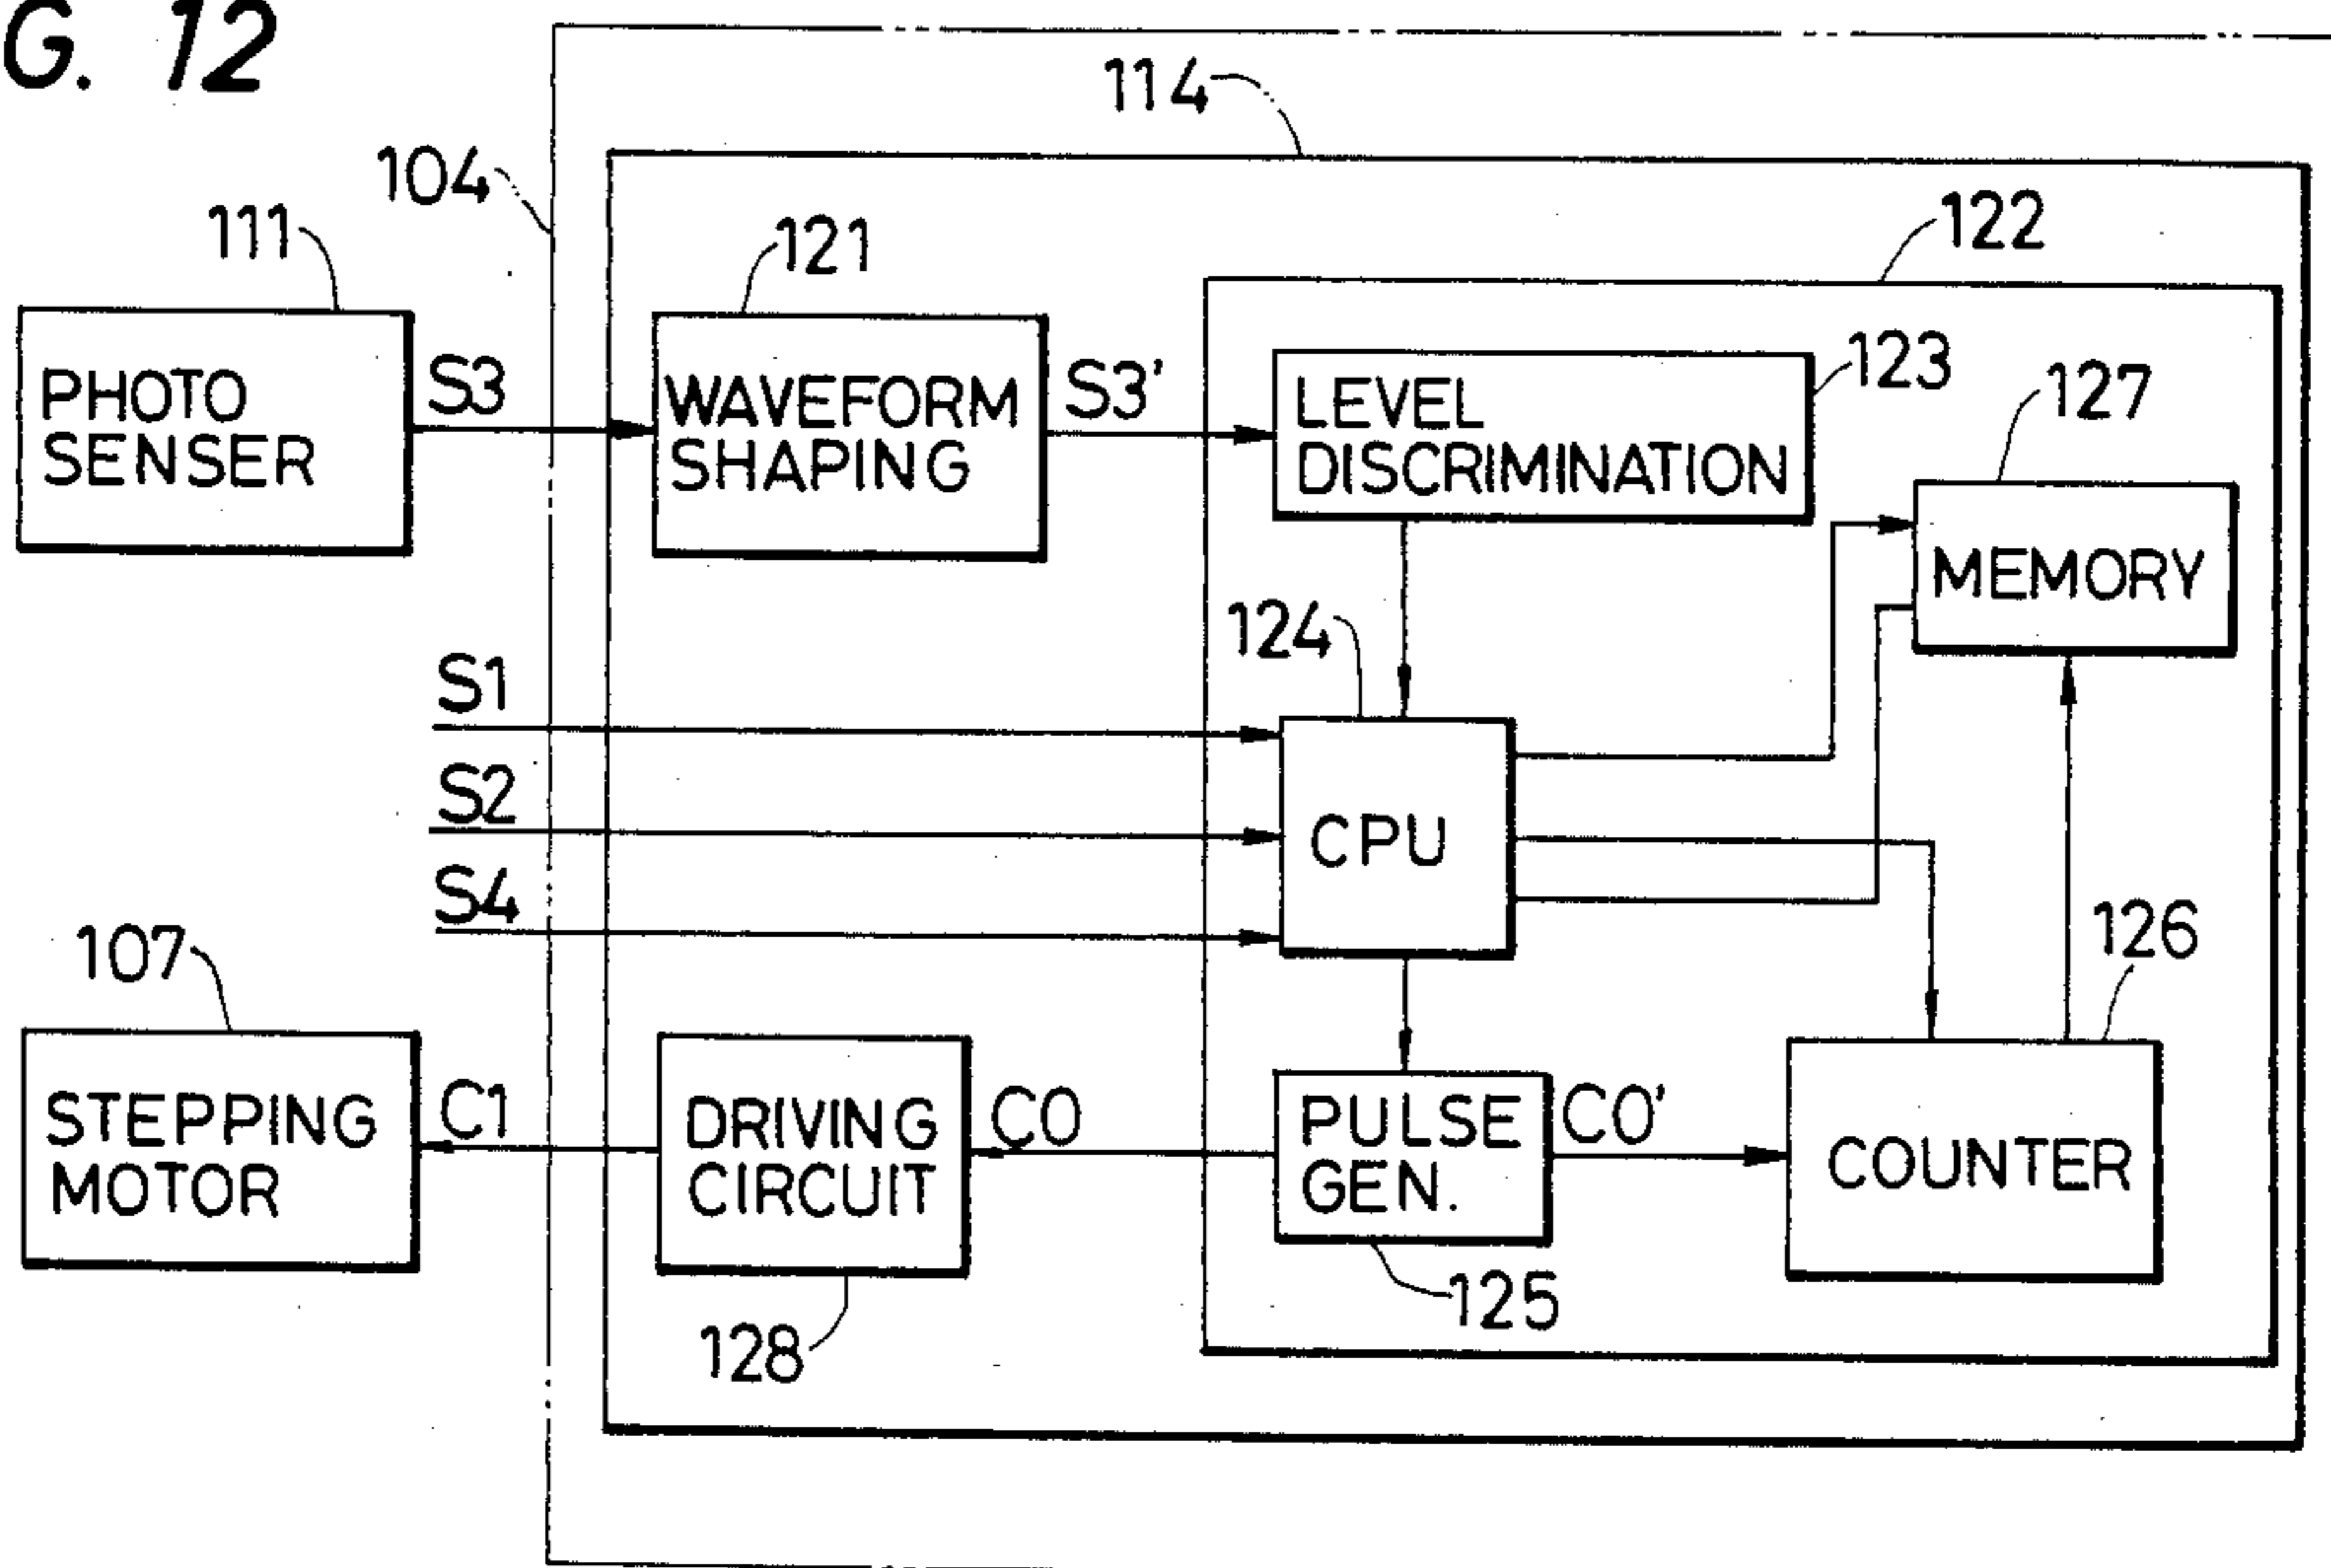 G. 12
114
104
111
121
122
123
127
PHOTO
SENSER
S3
WAVEFORM
SHAPING
S3'
LEVEL
DISCRIMINATION
MEMORY
124
S1
S2
S4
CPU
107
126
STEPPING
MOTOR
C1
DRIVING
CIRCUIT
C0
PULSE
GEN.
C0'
COUNTER
125
128